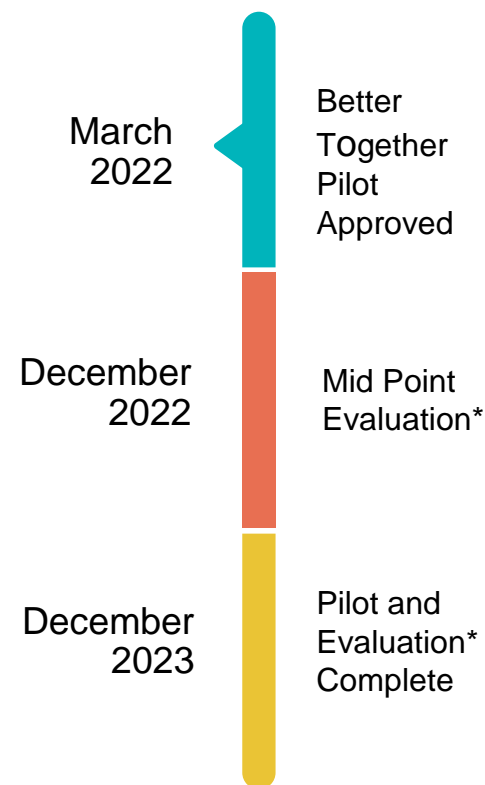 March
2022
Better
Together
Pilot
Approved
December
2022
Mid Point
Evaluation*
December
2023
Pilot and
Evaluation*
Complete